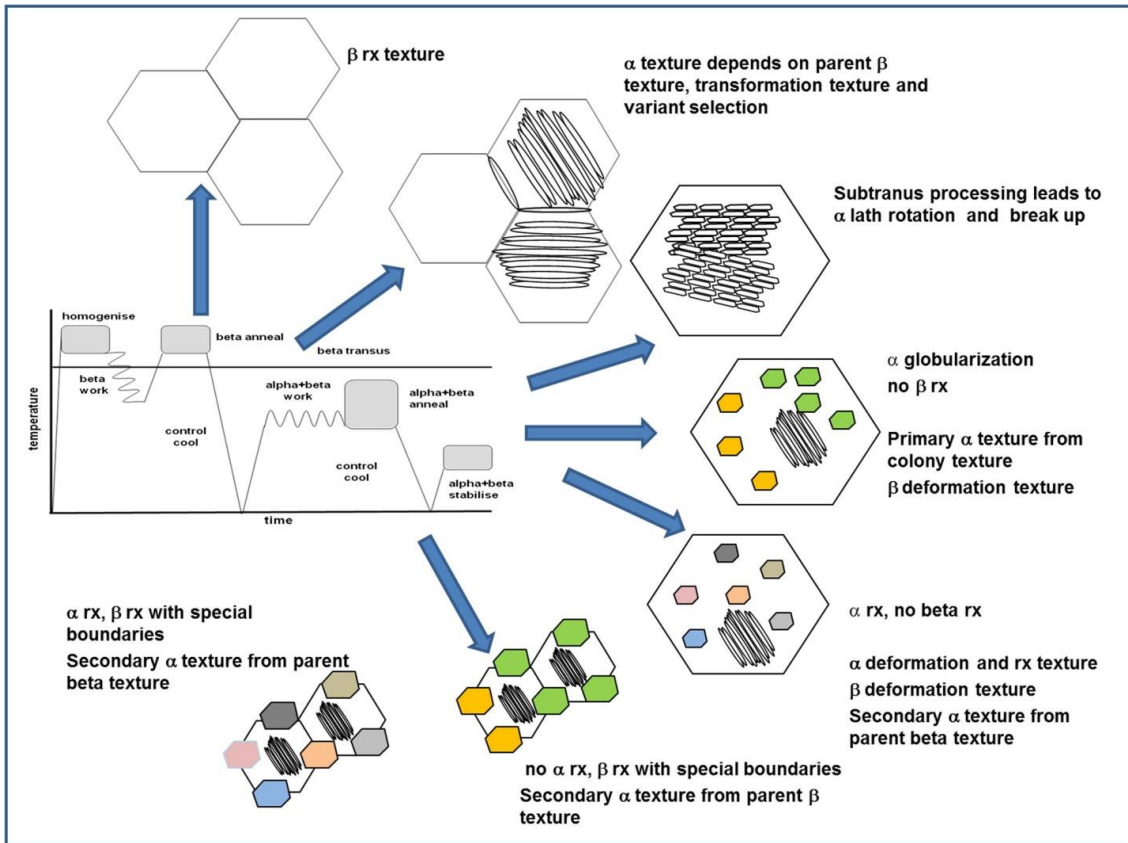 β rx texture
α texture depends on parent β
texture, transformation texture and
variant selection
Subtranus processing leads to
α lath rotation and break up
homogenise
beta anneal
beta transus
beta
work
alpha+beta
work
alpha+beta
anneal
control
cool
control
cool
alpha+beta
stabilise
temperature
time
α globularization
no β rx
Primary α texture from
colony texture
β deformation texture
α rx, no beta rx
α deformation and rx texture
β deformation texture
Secondary α texture from
parent beta texture
α rx, β rx with special
boundaries
Secondary α texture from parent
beta texture
no α rx, β rx with special boundaries
Secondary α texture from parent β
texture